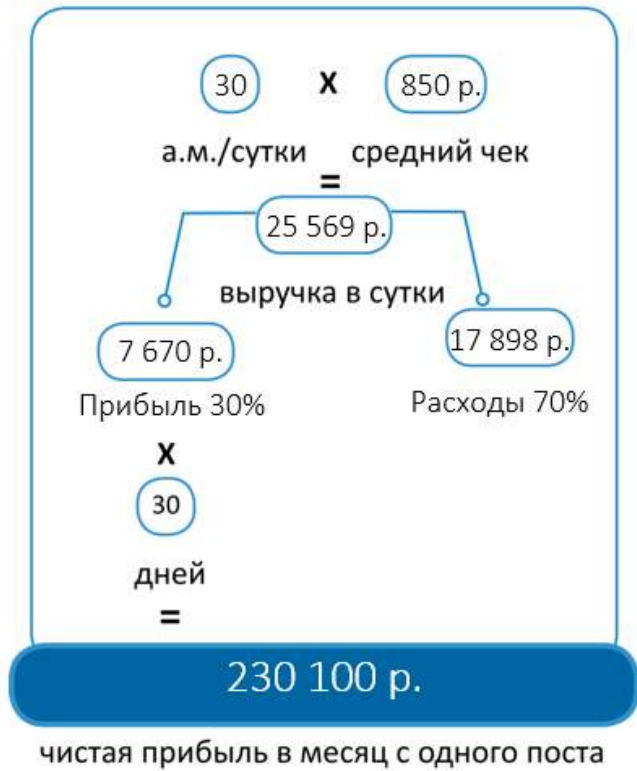 30 X 850 р.
а.м./сутки средний чек
=
25 569 р.
выручка в сутки
7 670 р. 17 898 р.
Прибыль 30% Расходы 70%
X
30
дней
=
230 100 р.
чистая прибыль в месяц с одного поста